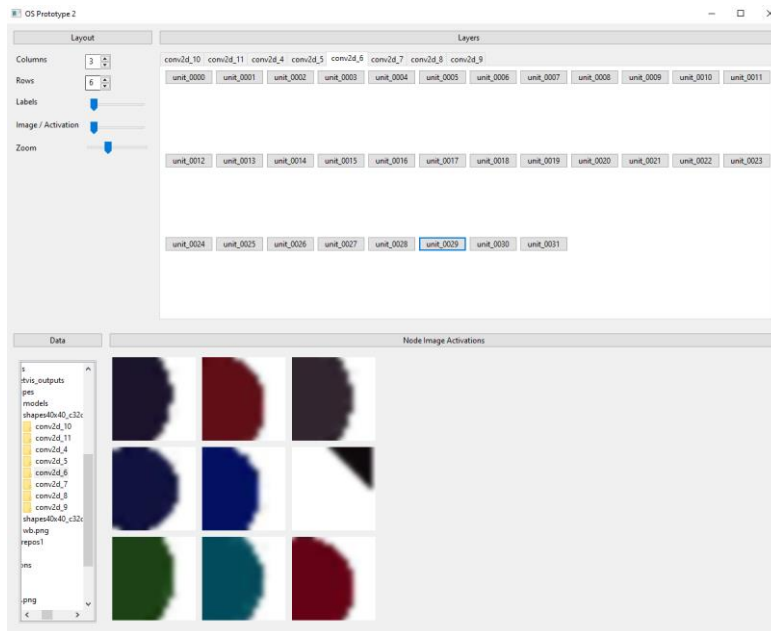 OS Prototype 2
Layout
Layers
Columns
3
Rows
6
Labels
Image / Activation
Zoom
conv2d_10 conv2d_11 conv2d_4 conv2d_5 conv2d_6 conv2d_7 conv2d_8 conv2d_9
unit_0000 unit_0001 unit_0002 unit_0003 unit_0004 unit_0005 unit_0006 unit_0007 unit_0008 unit_0009 unit_0010 unit_0011
unit_0012 unit_0013 unit_0014 unit_0015 unit_0016 unit_0017 unit_0018 unit_0019 unit_0020 unit_0021 unit_0022 unit_0023
unit_0024 unit_0025 unit_0026 unit_0027 unit_0028 unit_0029 unit_0030 unit_0031
Data
Node Image Activations
s
etvis_outputs
pes
models
shapes40x40_c32c
conv2d_10
conv2d_11
conv2d_4
conv2d_5
conv2d_6
conv2d_7
conv2d_8
conv2d_9
shapes40x40_c32c
wb.png
repos1
ons
.png